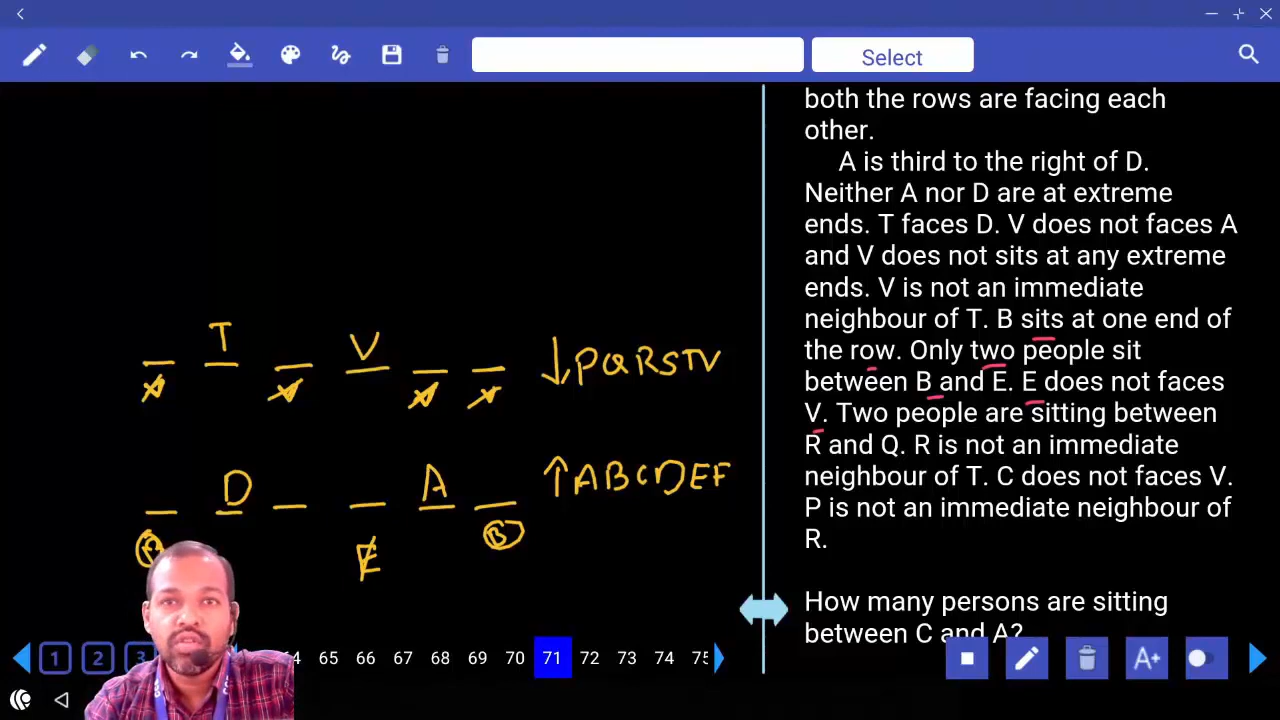 Select
both the rows are facing each
other.
A is third to the right of D.
Neither A nor D are at extreme
ends. T faces D. V does not faces A
and V does not sits at any extreme
ends. V is not an immediate
neighbour of T. B sits at one end of
the row. Only two people sit
between B and E. E does not faces
V. Two people are sitting between
R and Q. R is not an immediate
neighbour of T. C does not faces V.
P is not an immediate neighbour of
R.
How many persons are sitting
between C and A?
T V ↓PQRSTV
D A ↑ABCDEF
E B
1 2 3 64 65 66 67 68 69 70 71 72 73 74 75
A+